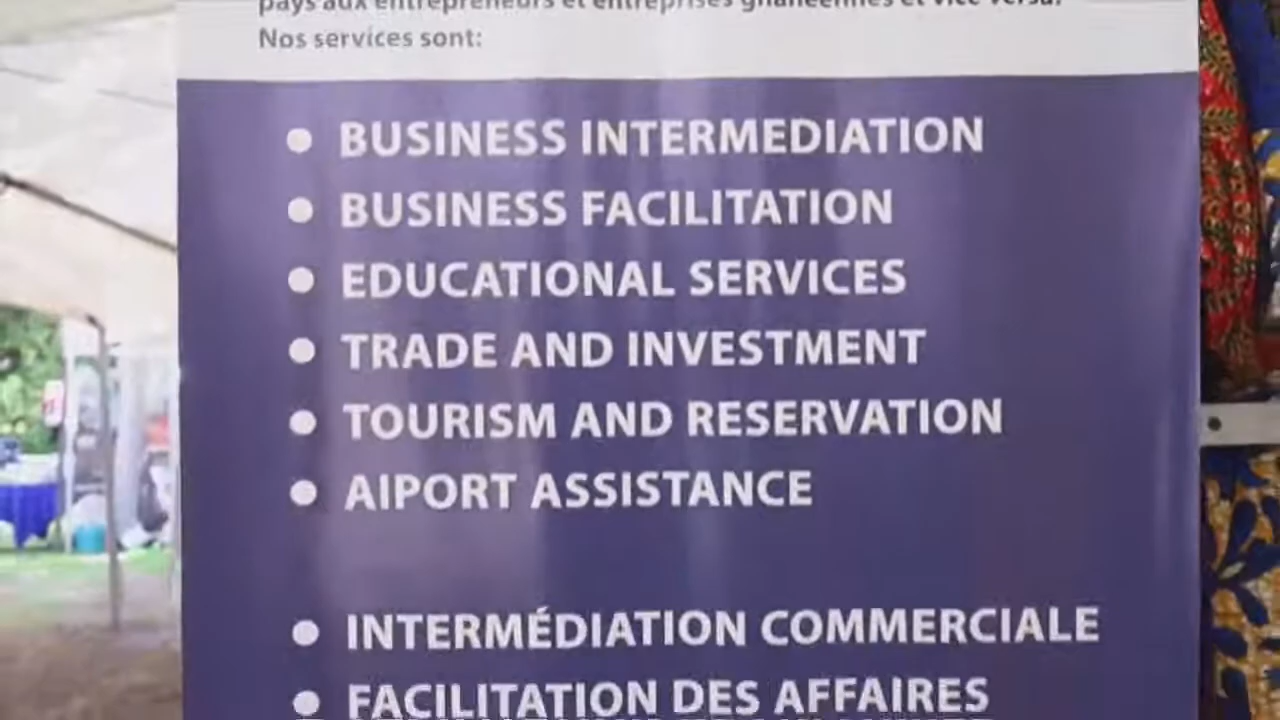 pays aux entrepreneurs et entreprises ghanéennes et vice versa.
Nos services sont:
• BUSINESS INTERMEDIATION
• BUSINESS FACILITATION
• EDUCATIONAL SERVICES
• TRADE AND INVESTMENT
• TOURISM AND RESERVATION
• AIPORT ASSISTANCE
• INTERMÉDIATION COMMERCIALE
• FACILITATION DES AFFAIRES